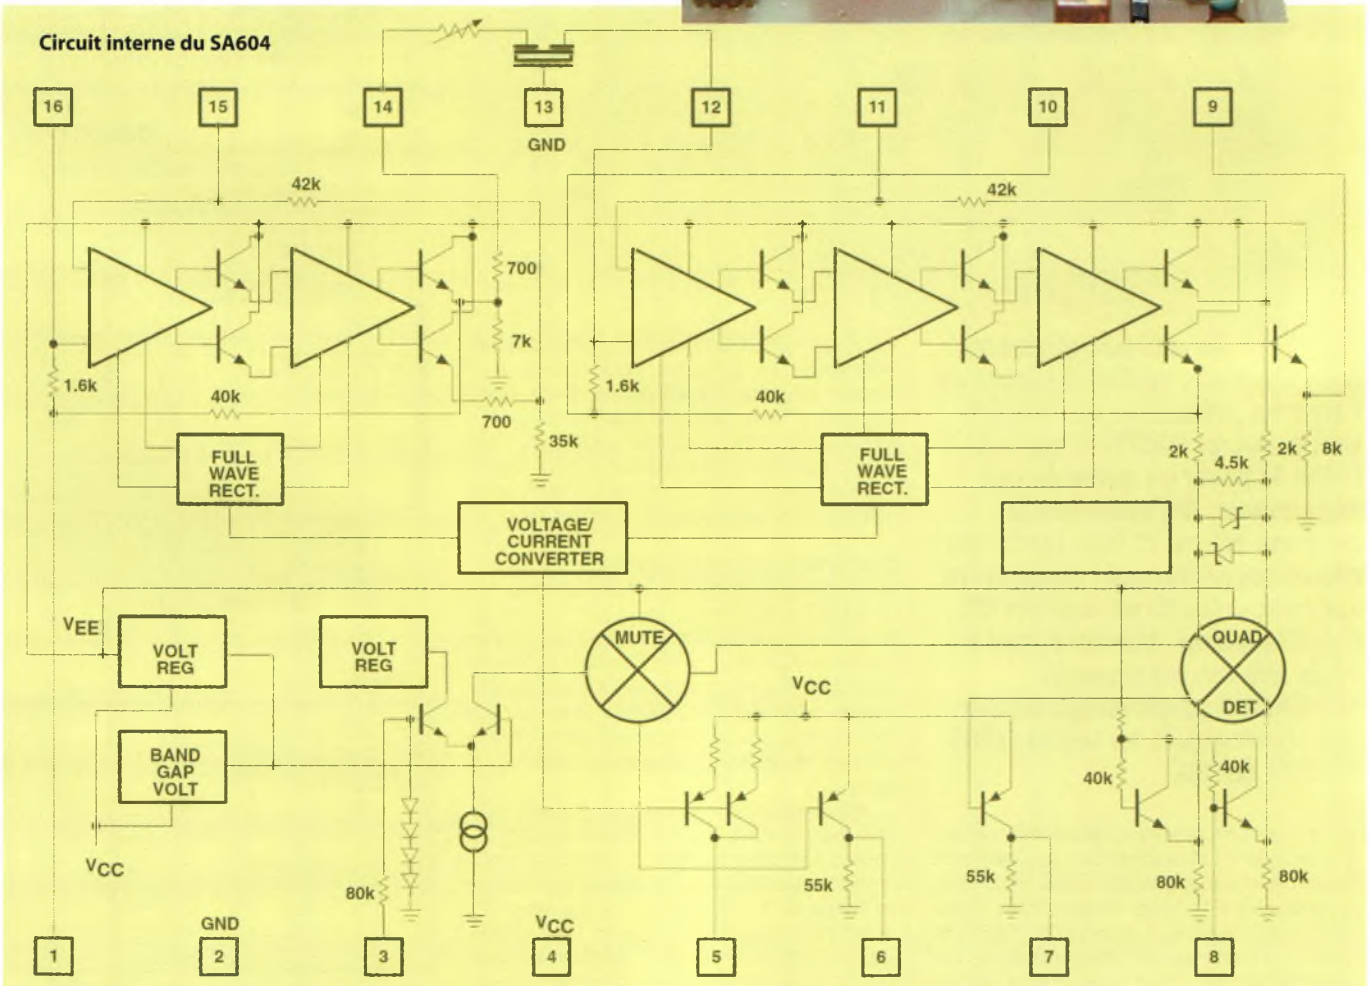 Circuit interne du SA604
16
15
14
13
12
11
10
9
GND
42k
42k
700
7k
1.6k
40k
700
35k
1.6k
40k
2k
4.5k
2k
8k
FULL
WAVE
RECT.
FULL
WAVE
RECT.
VOLTAGE/
CURRENT
CONVERTER
VEE
VOLT
REG
VOLT
REG
MUTE
QUAD
DET
VCC
BAND
GAP
VOLT
40k
40k
VCC
80k
55k
55k
80k
80k
GND
VCC
1
2
3
4
5
6
7
8